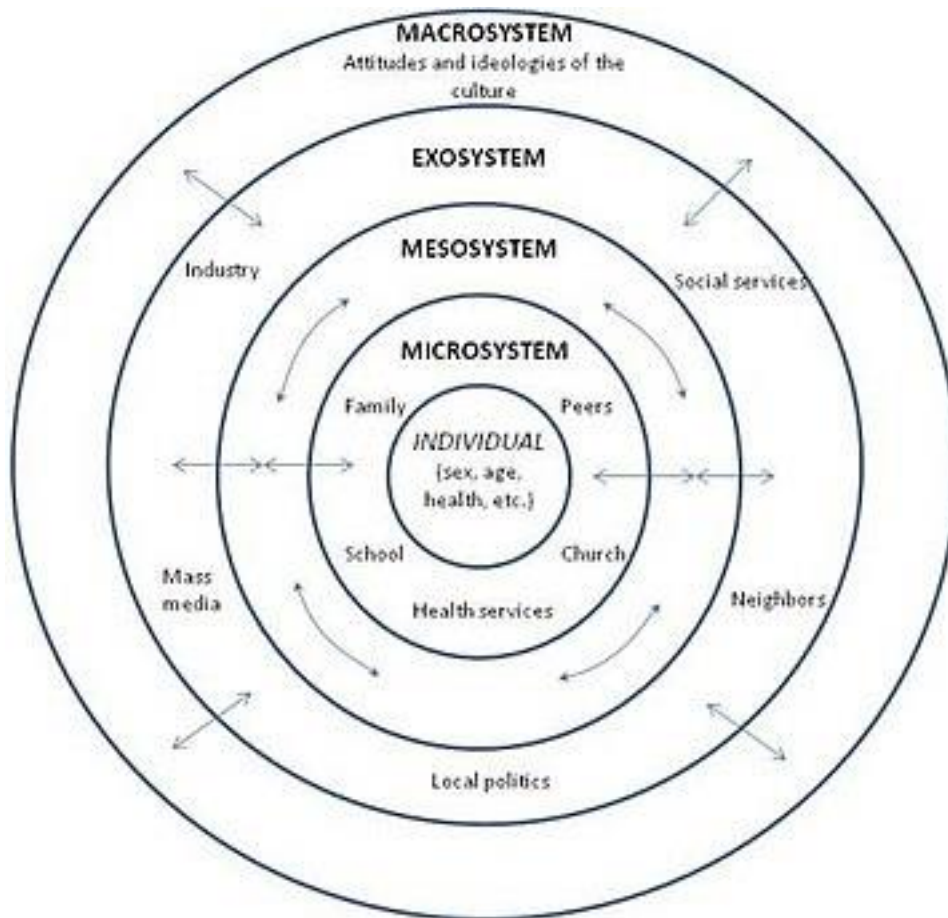 MACROSYSTEM
Attitudes and ideologies of the
culture
EXOSYSTEM
MESOSYSTEM
Industry
Social services
MICROSYSTEM
Family
Peers
INDIVIDUAL
(sex, age,
health, etc.)
School
Church
Mass
media
Health services
Neighbors
Local politics